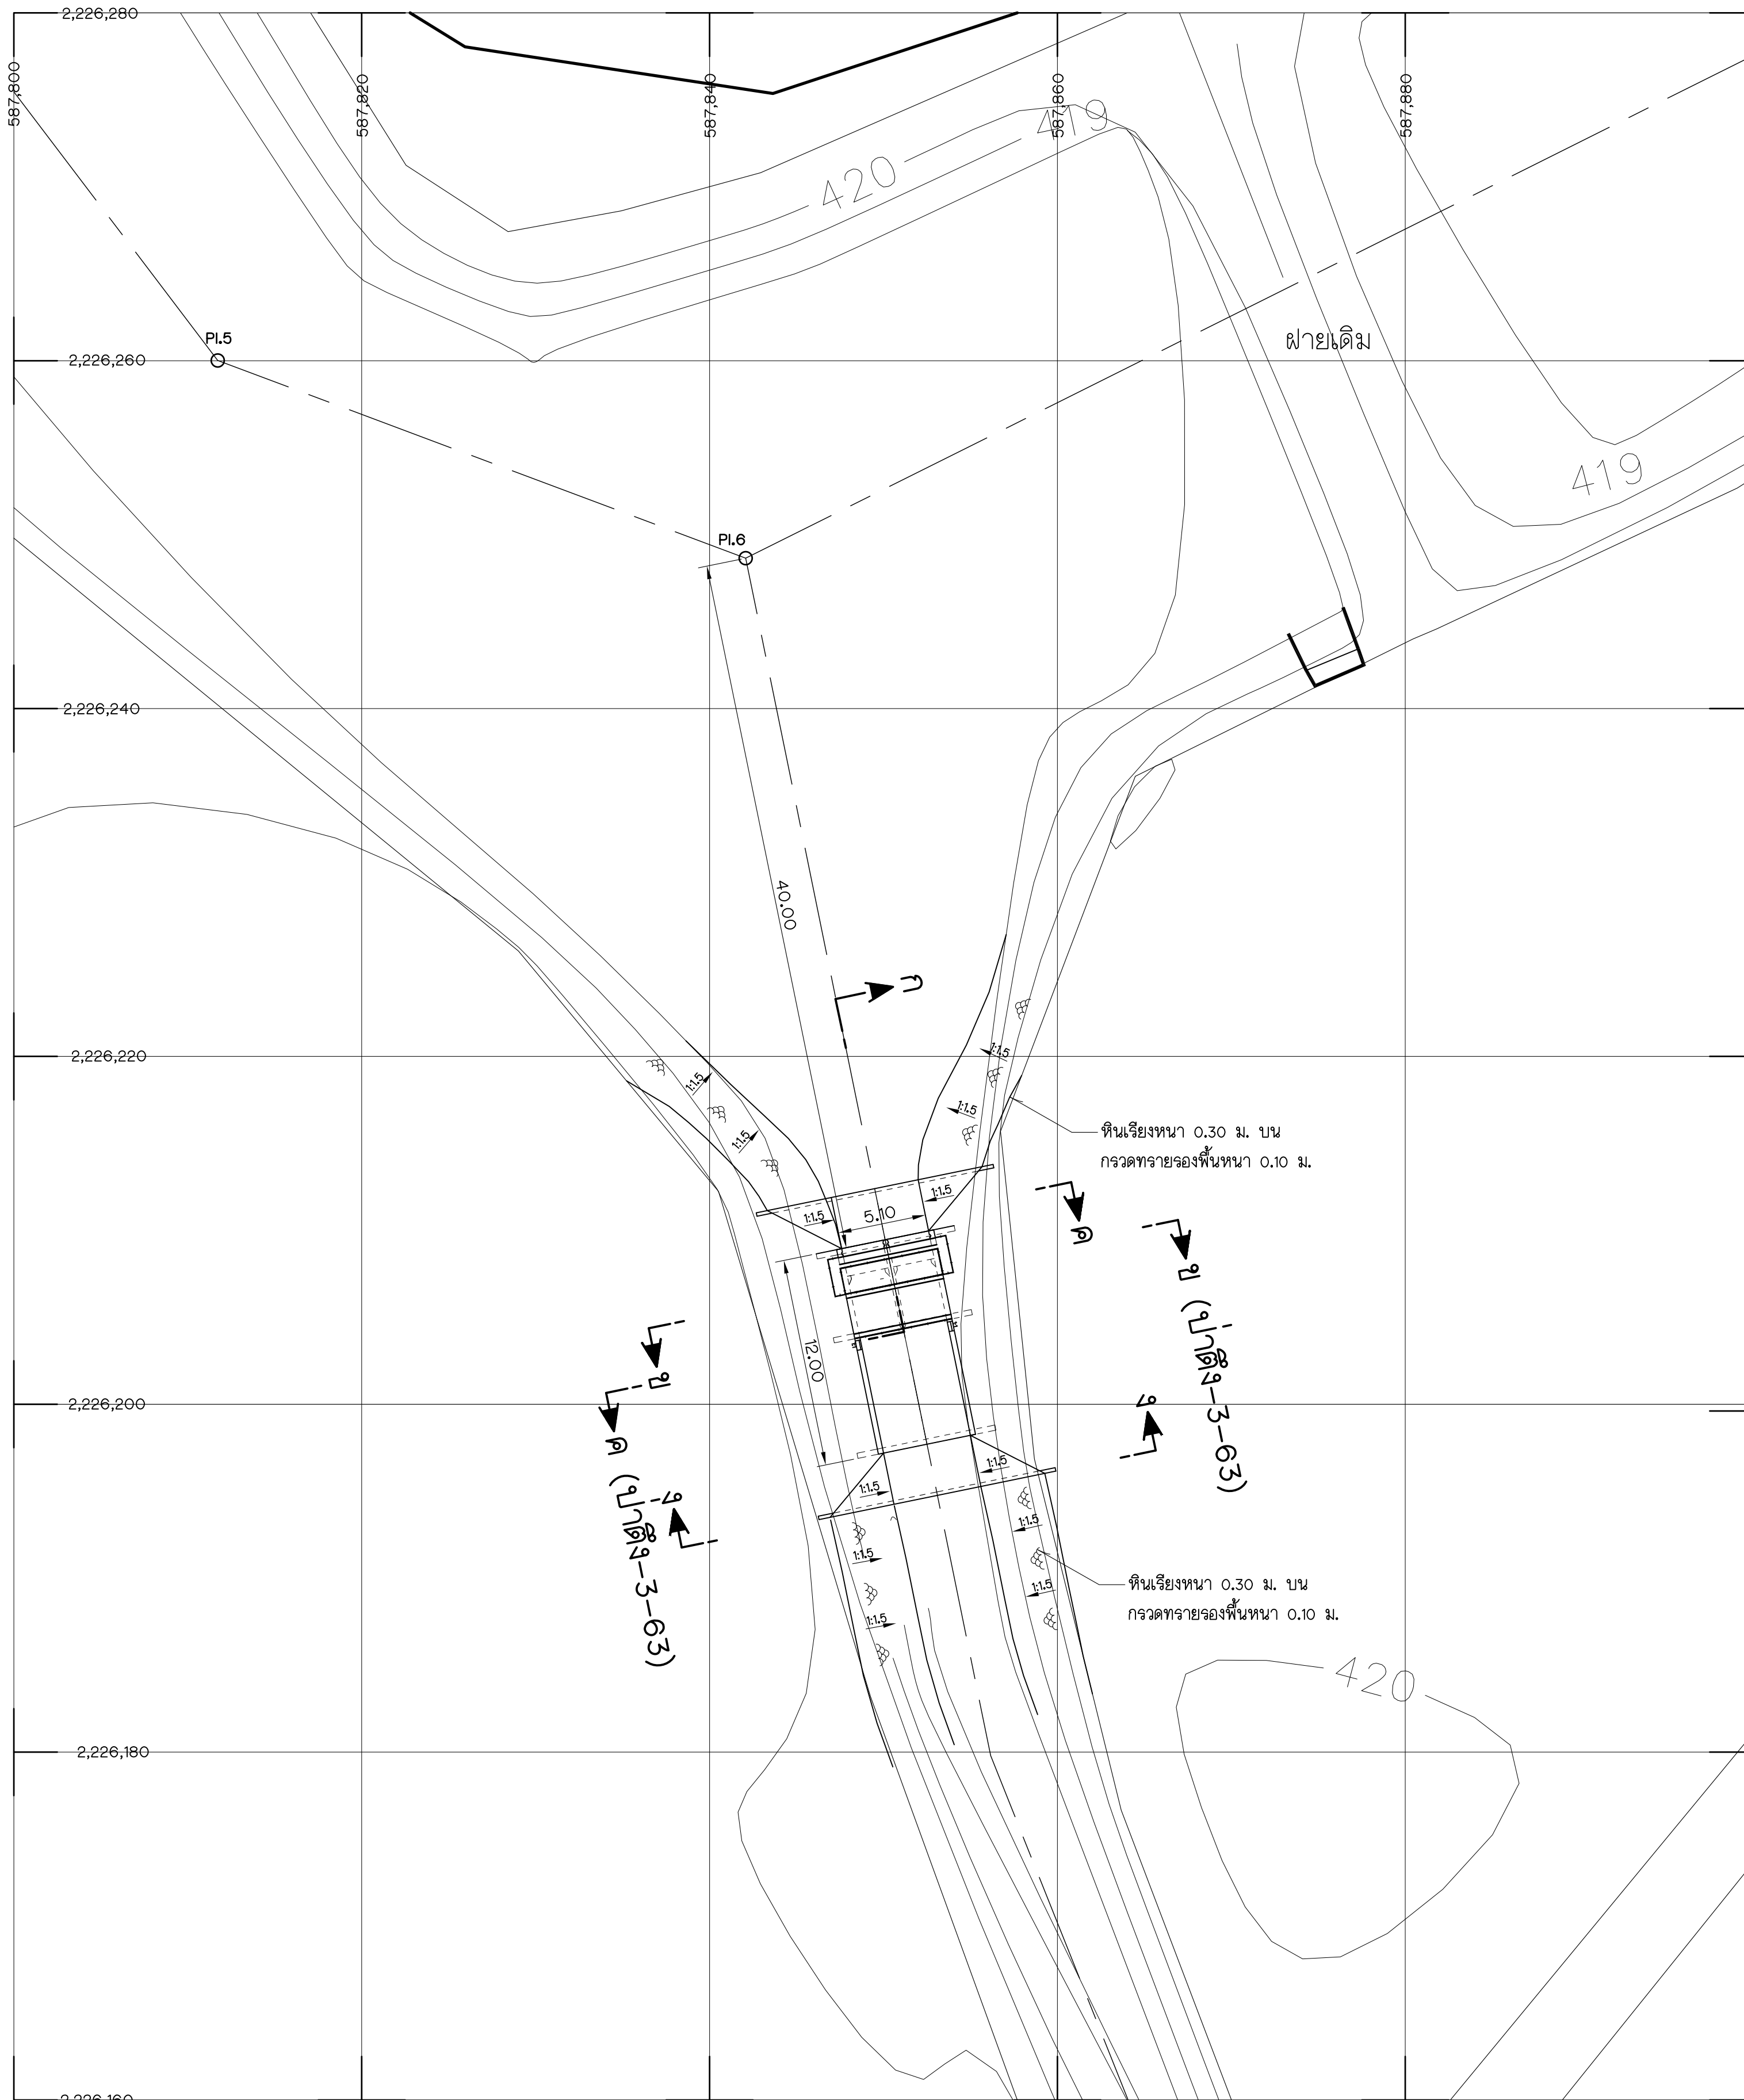 2,226,280
587,800
587,820
587,840
587,860
587,880
419
420
PI.5
2,226,260
ฝายเดิม
419
PI.6
2,226,240
40.00
ก
2,226,220
1:1.5
1:1.5
1:1.5
1:1.5
หินเรียงหนา 0.30 ม. บน
กรวดทรายรองพื้นหนา 0.10 ม.
1:1.5
1:1.5
5.10
ค
ข (ปาตึง-3-63)
12.00
ข
2,226,200
ค (ปาตึง-3-63)
ง
ง
1:1.5
1:1.5
1:1.5
1:1.5
1:1.5
1:1.5
หินเรียงหนา 0.30 ม. บน
กรวดทรายรองพื้นหนา 0.10 ม.
420
2,226,180
2,226,160